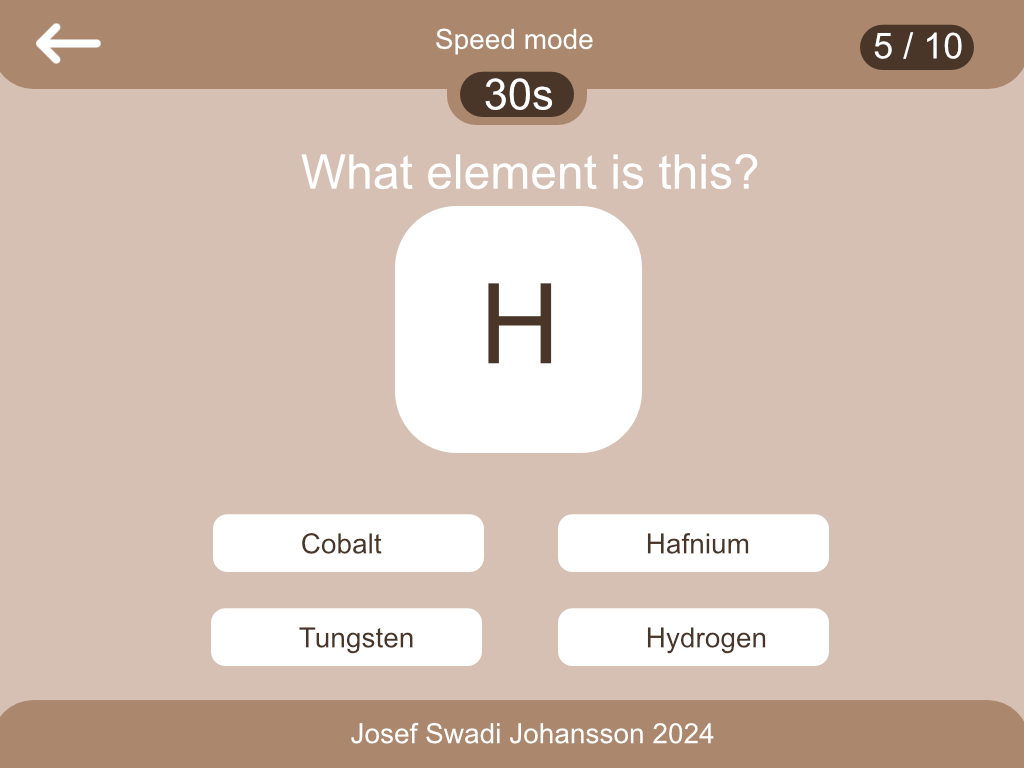 Speed mode
5 / 10
30s
What element is this?
H
Cobalt
Hafnium
Tungsten
Hydrogen
Josef Swadi Johansson 2024